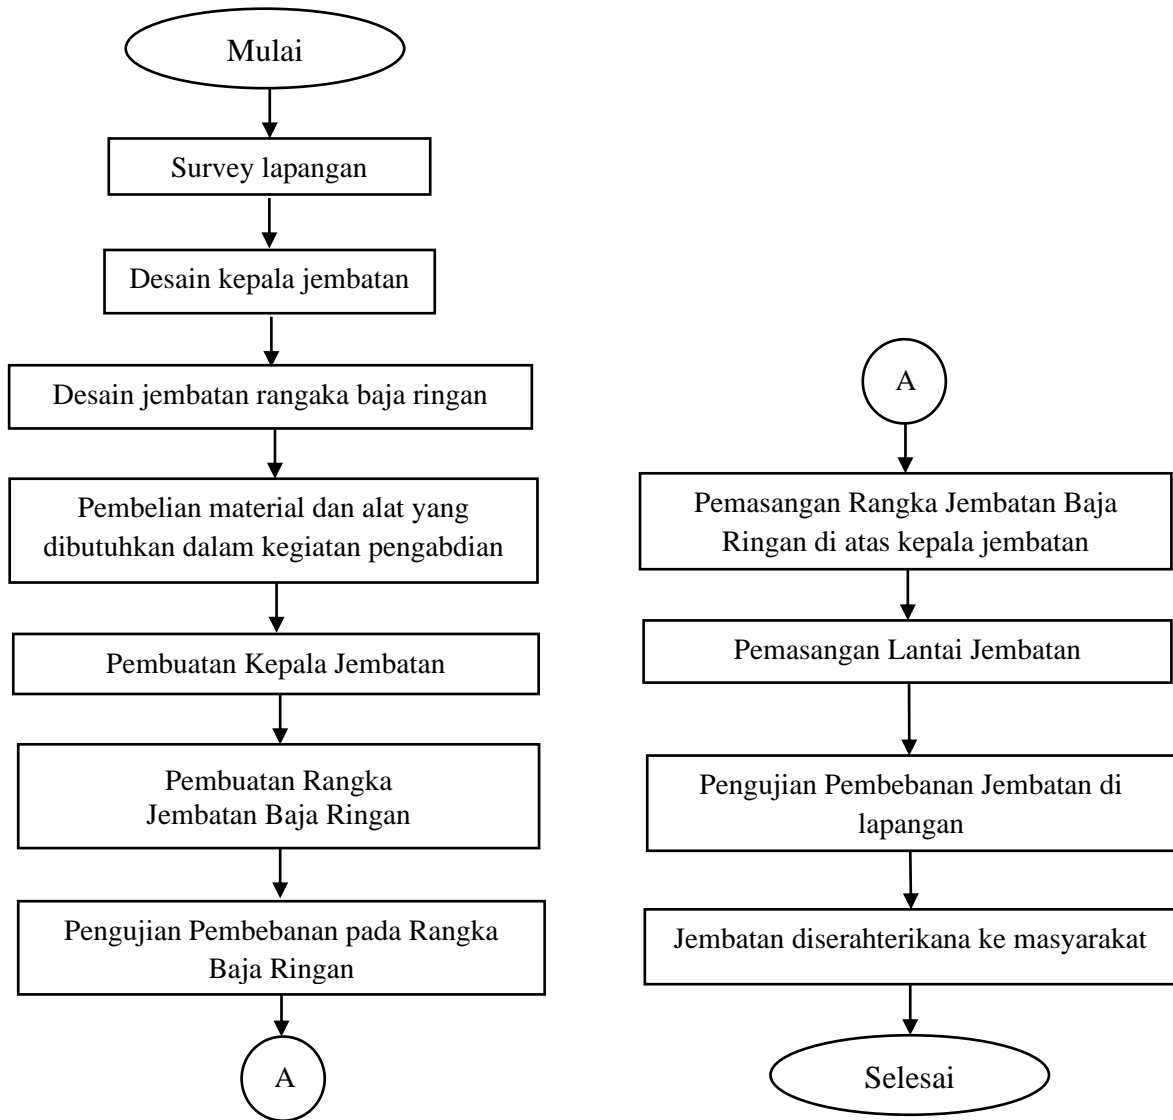 Mulai
Survey lapangan
Desain kepala jembatan
Desain jembatan rangaka baja ringan
Pembelian material dan alat yang
dibutuhkan dalam kegiatan pengabdian
Pembuatan Kepala Jembatan
Pembuatan Rangka
Jembatan Baja Ringan
Pengujian Pembebanan pada Rangka
Baja Ringan
A
A
Pemasangan Rangka Jembatan Baja
Ringan di atas kepala jembatan
Pemasangan Lantai Jembatan
Pengujian Pembebanan Jembatan di
lapangan
Jembatan diserahterikana ke masyarakat
Selesai